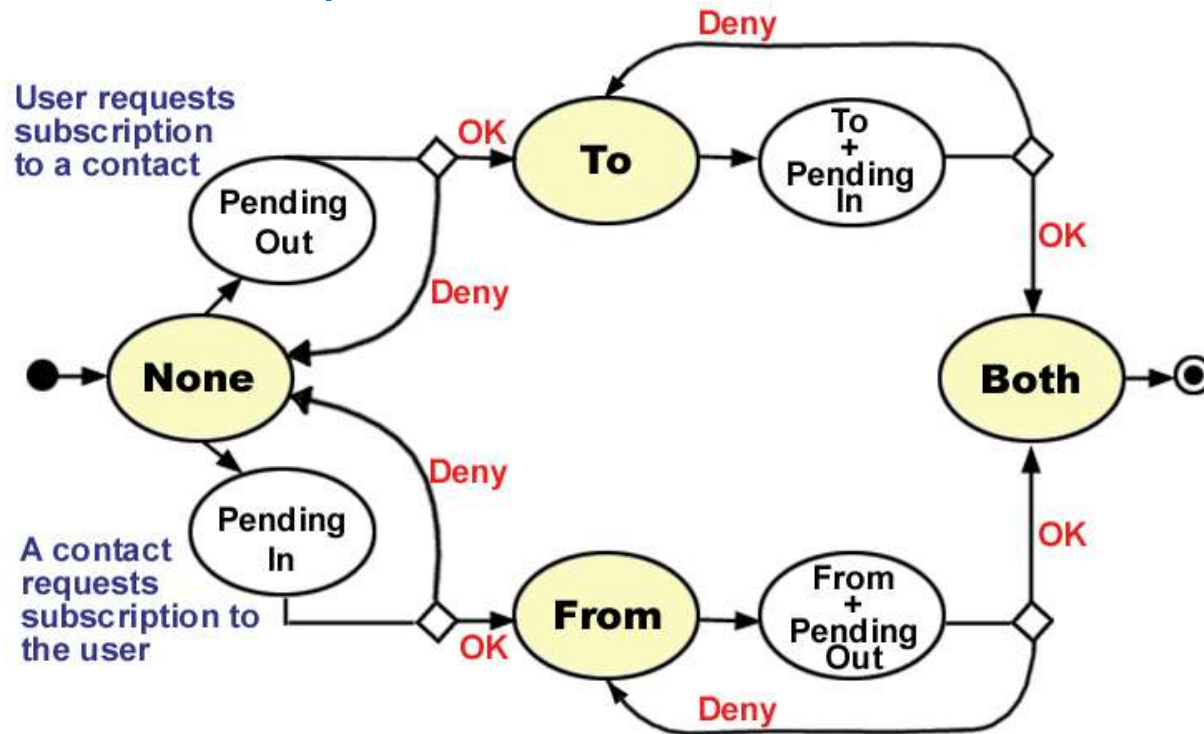 Deny
User requests
subscription
to a contact
OK
To
To
+
Pending
In
Pending
Out
OK
Deny
None
Both
Deny
Pending
In
OK
A contact
requests
subscription to
the user
From
From
+
Pending
Out
OK
Deny